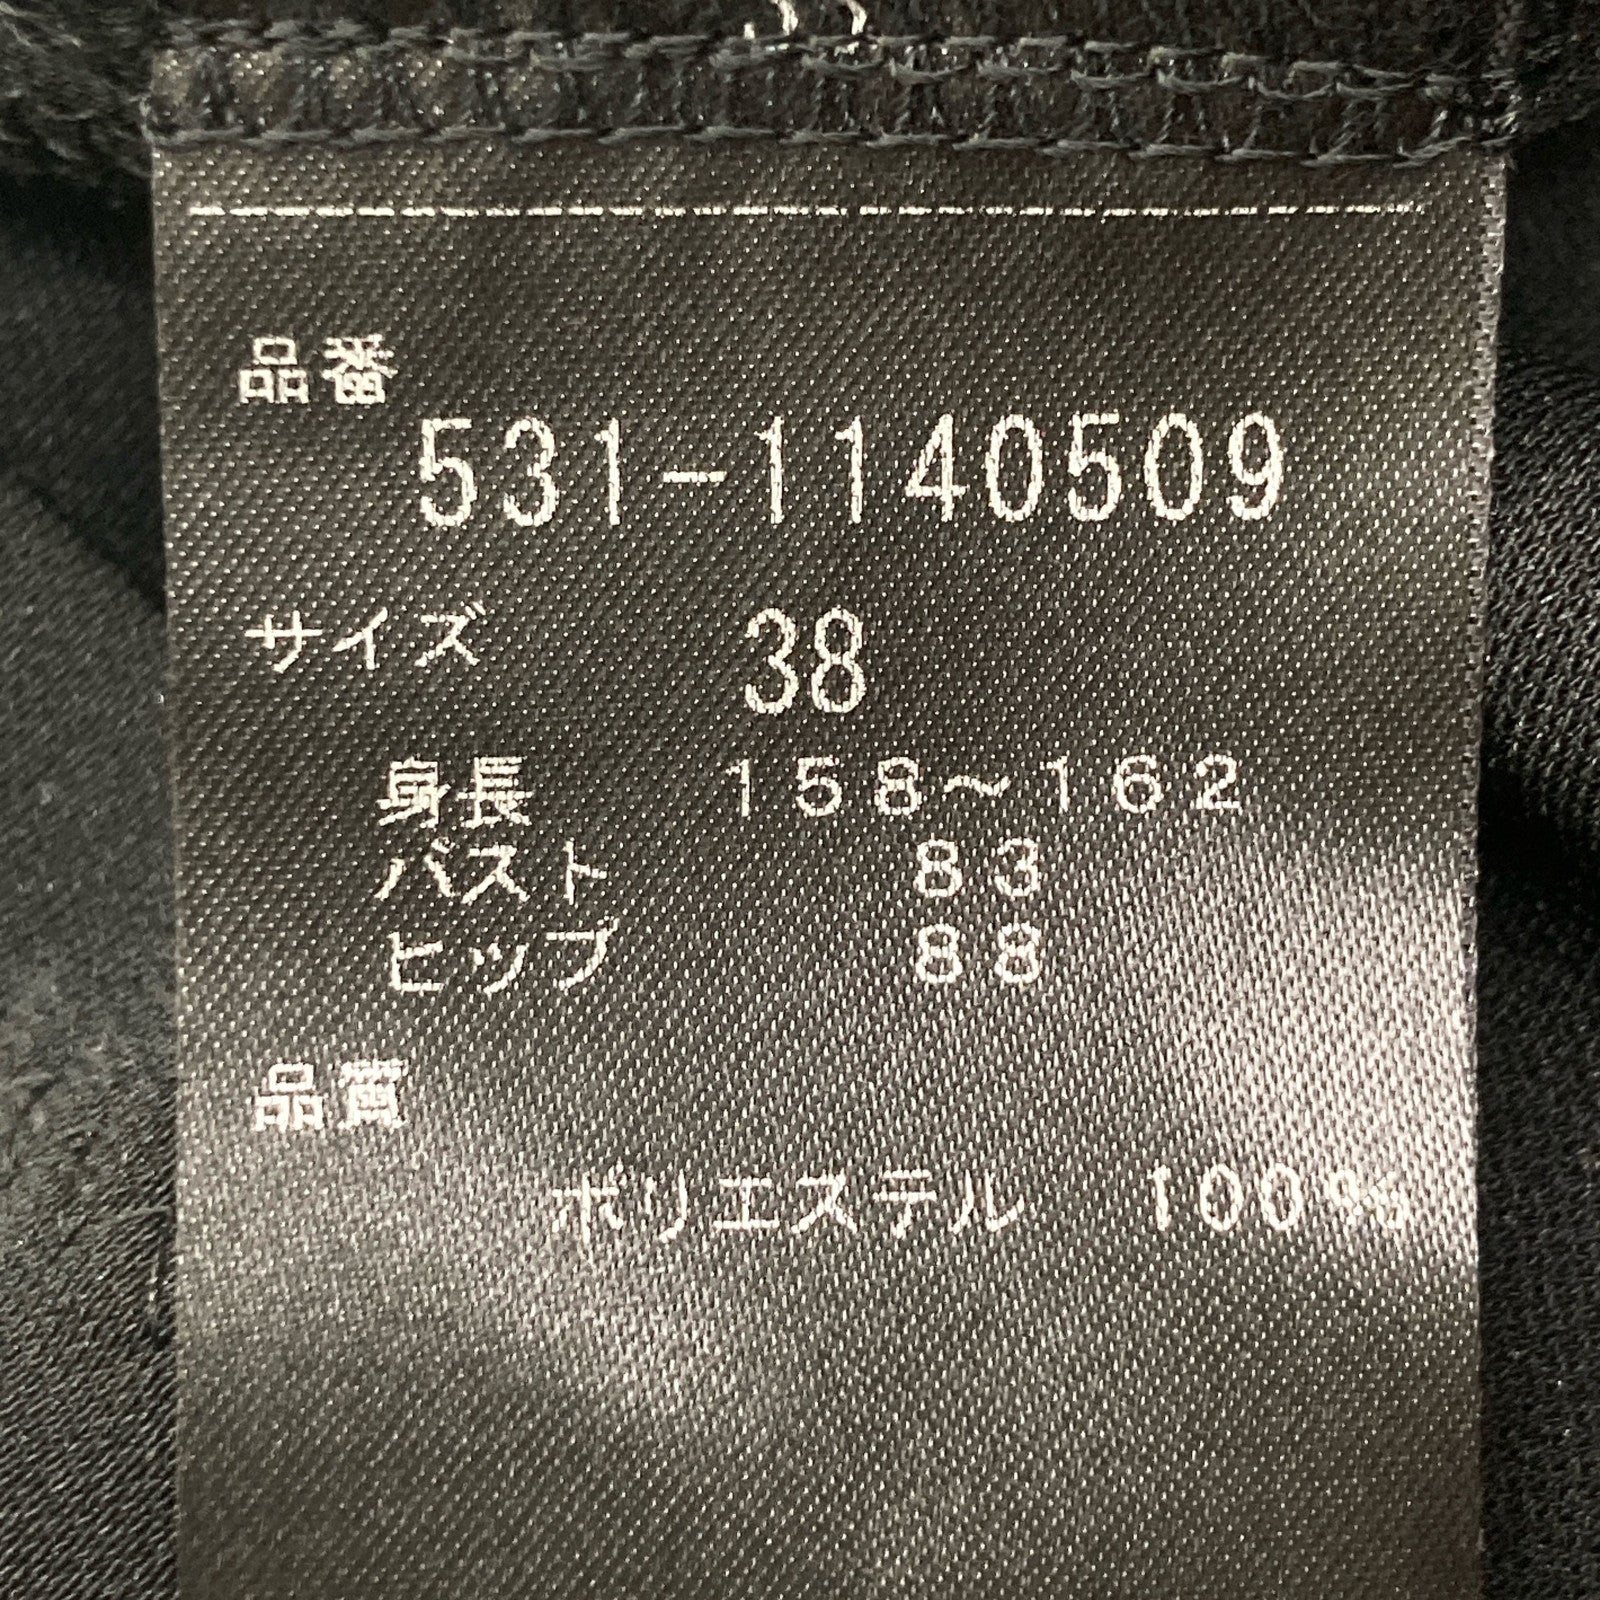 品番
531-1140509
サイズ 38
身長 158～162
バスト 83
ヒップ 88
品質
ポリエステル 100%